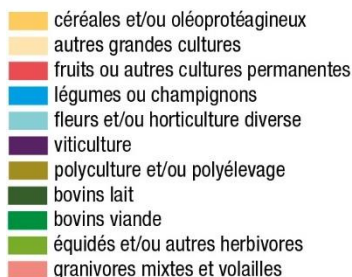 céréales et/ou oléoprotéagineux
autres grandes cultures
fruits ou autres cultures permanentes
légumes ou champignons
fleurs et/ou horticulture diverse
viticulture
polyculture et/ou polyélevage
bovins lait
bovins viande
équidés et/ou autres herbivores
granivores mixtes et volailles